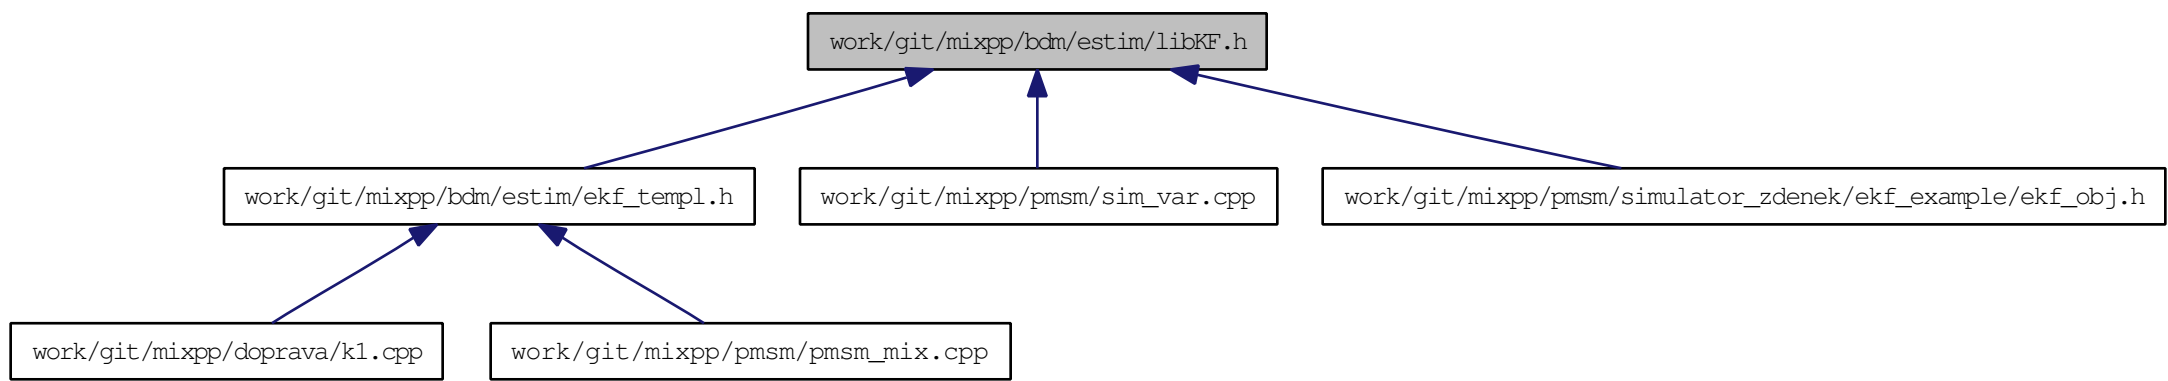 work/git/mixpp/bdm/estim/libKF.h
work/git/mixpp/bdm/estim/ekf_templ.h
work/git/mixpp/pmsm/sim_var.cpp
work/git/mixpp/pmsm/simulator_zdenek/ekf_example/ekf_obj.h
work/git/mixpp/doprava/k1.cpp
work/git/mixpp/pmsm/pmsm_mix.cpp